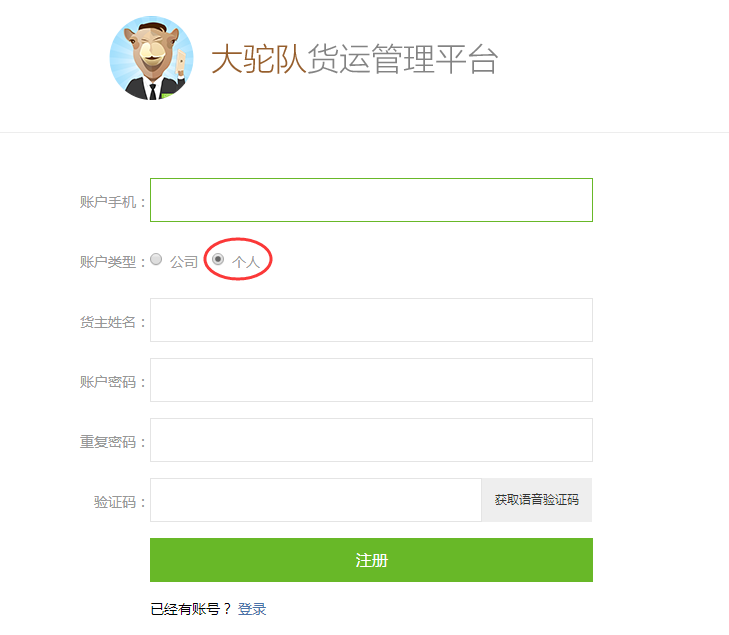 大驼队货运管理平台
账户手机：
账户类型： 公司 个人
货主姓名：
账户密码：
重复密码：
验证码： 获取语音验证码
注册
已经有账号？ 登录